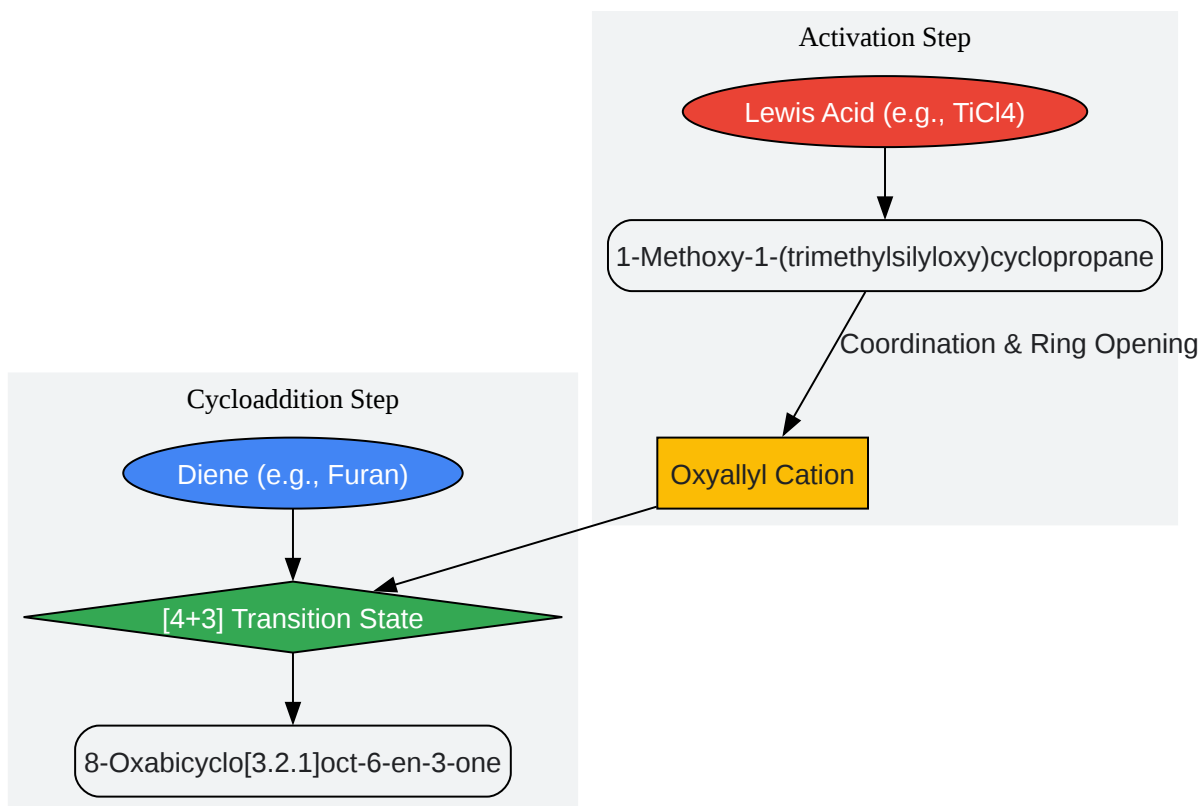 Activation Step
Lewis Acid (e.g., TiCl4)
1-Methoxy-1-(trimethylsilyloxy)cyclopropane
Coordination & Ring Opening
Oxyallyl Cation
Cycloaddition Step
Diene (e.g., Furan)
[4+3] Transition State
8-Oxabicyclo[3.2.1]oct-6-en-3-one